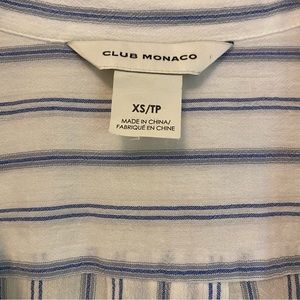 CLUB MONACO
XS/TP
MADE IN CHINA/
FABRIQUÉ EN CHINE